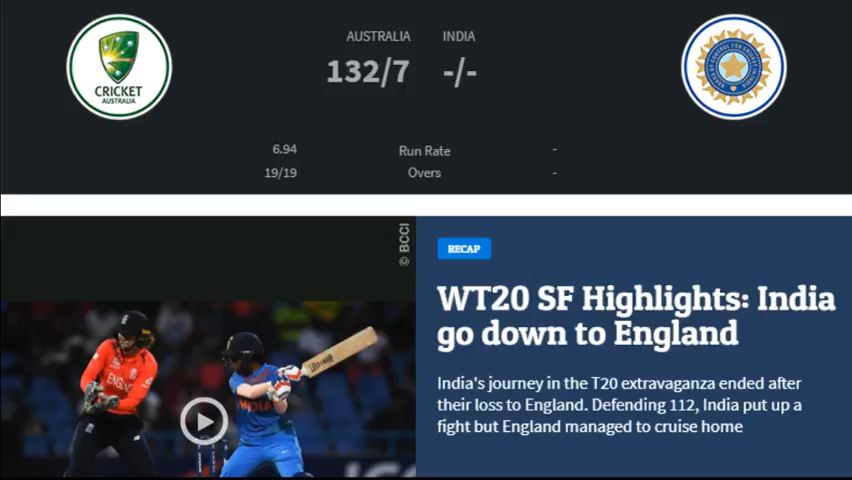 AUSTRALIA INDIA
132/7 -/-
CRICKET
AUSTRALIA
6.94 Run Rate -
19/19 Overs -
© BCCI
RECAP
WT20 SF Highlights: India
go down to England
India's journey in the T20 extravaganza ended after
their loss to England. Defending 112, India put up a
fight but England managed to cruise home
ENGLAND
INDIA